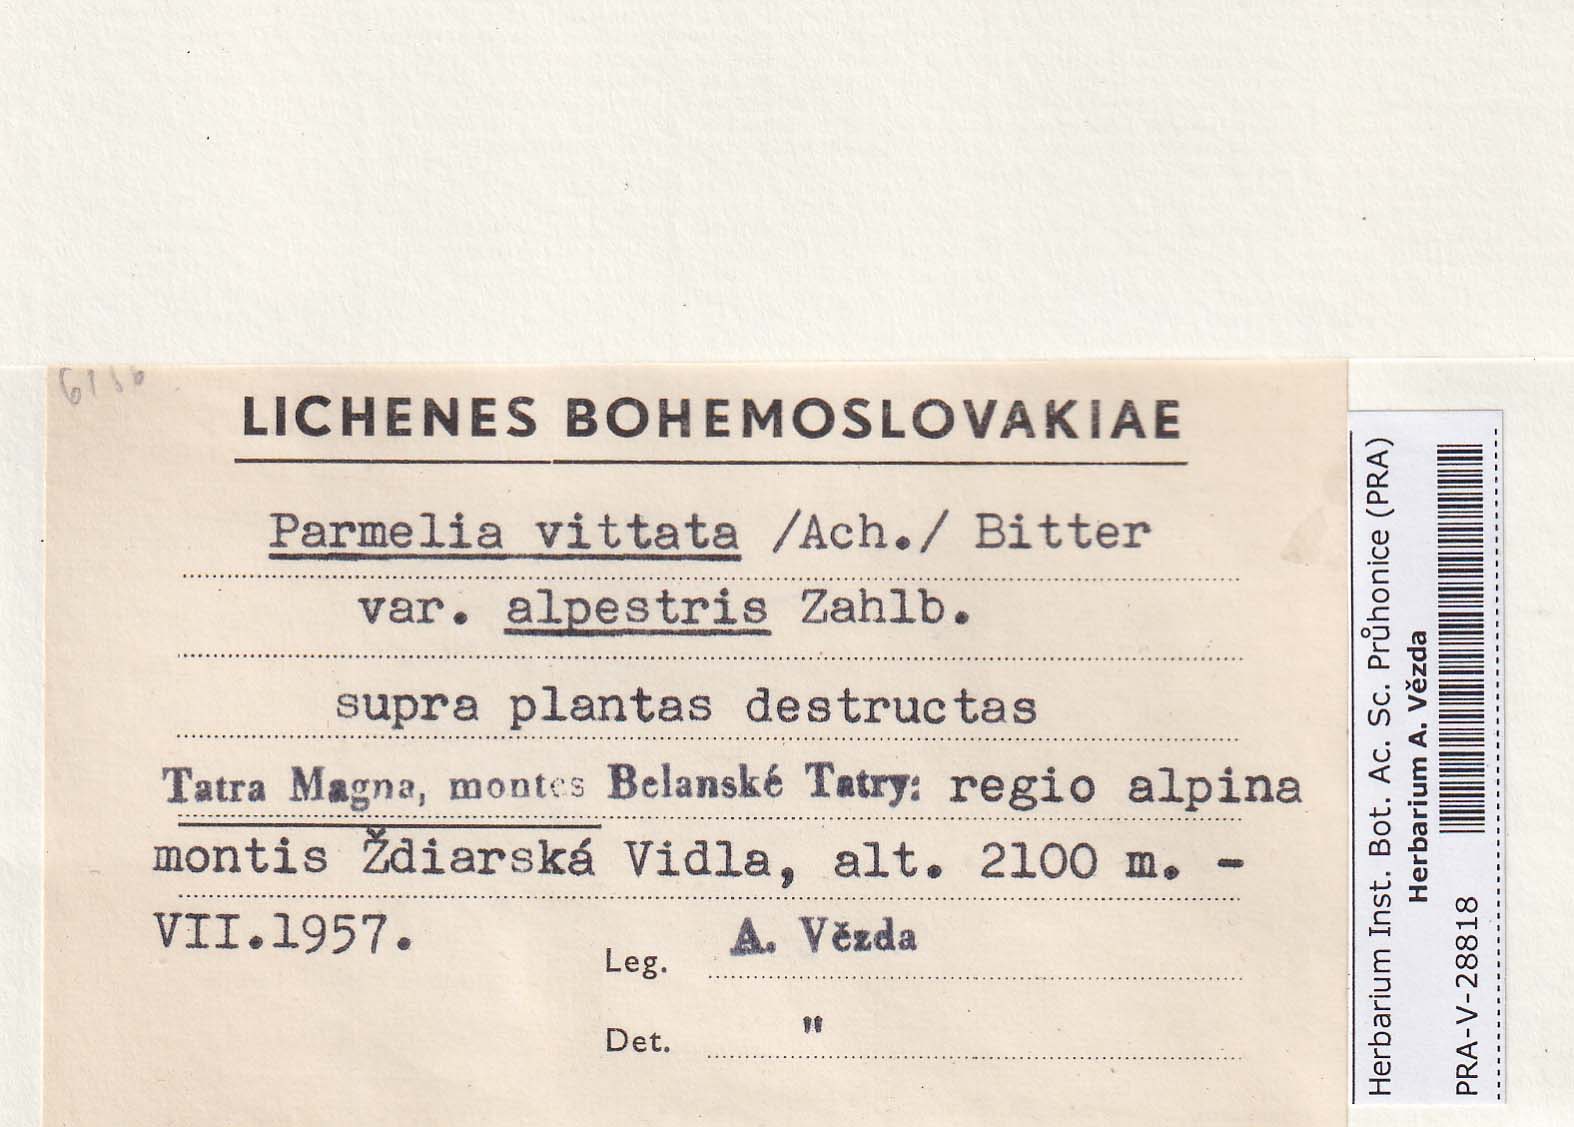 LICHENES BOHEMOSLOVAKIAE
Parmelia vittata /Ach./ Bitter
var. alpestris Zahlb.
supra plantas destructas
Tatra Magna, montes Belanské Tatry: regio alpina
montis Ždiarská Vidla, alt. 2100 m. -
VII.1957.
Leg. A. Vězda
Det. "
Herbarium Inst. Bot. Ac. Sc. Průhonice (PRA)
Herbarium A. Vězda
PRA-V-28818